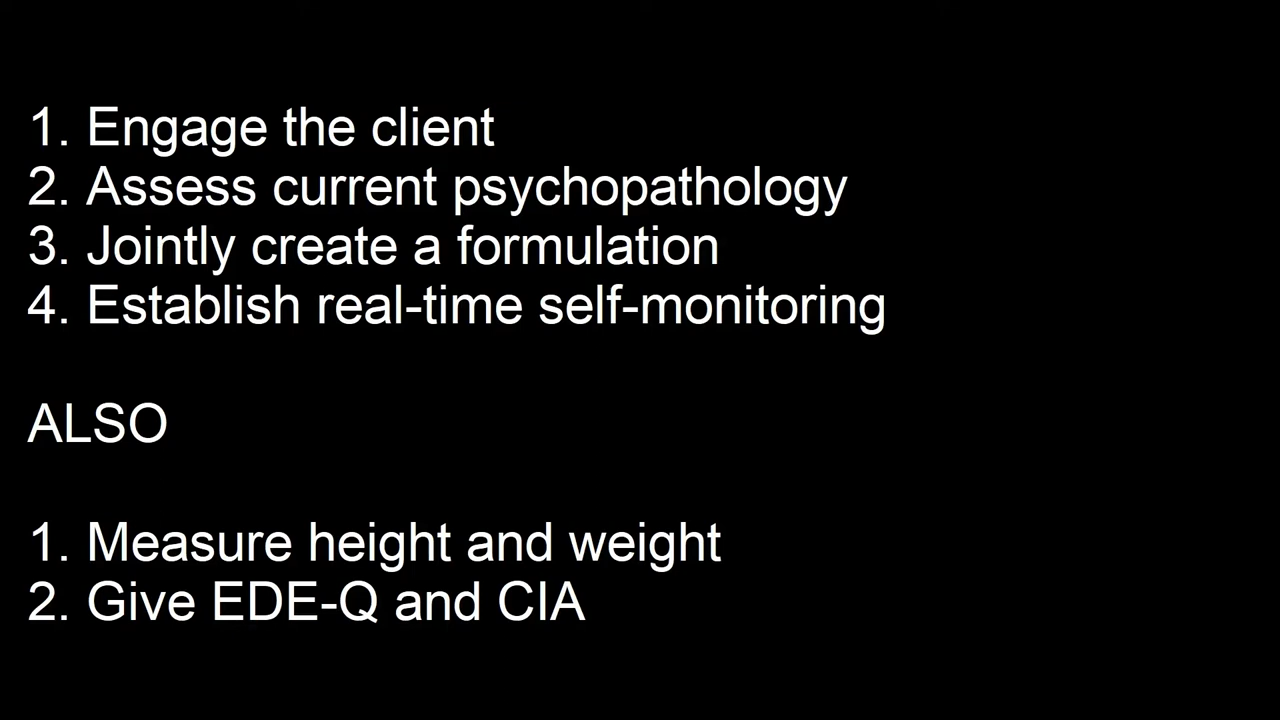 1. Engage the client
2. Assess current psychopathology
3. Jointly create a formulation
4. Establish real-time self-monitoring
ALSO
1. Measure height and weight
2. Give EDE-Q and CIA